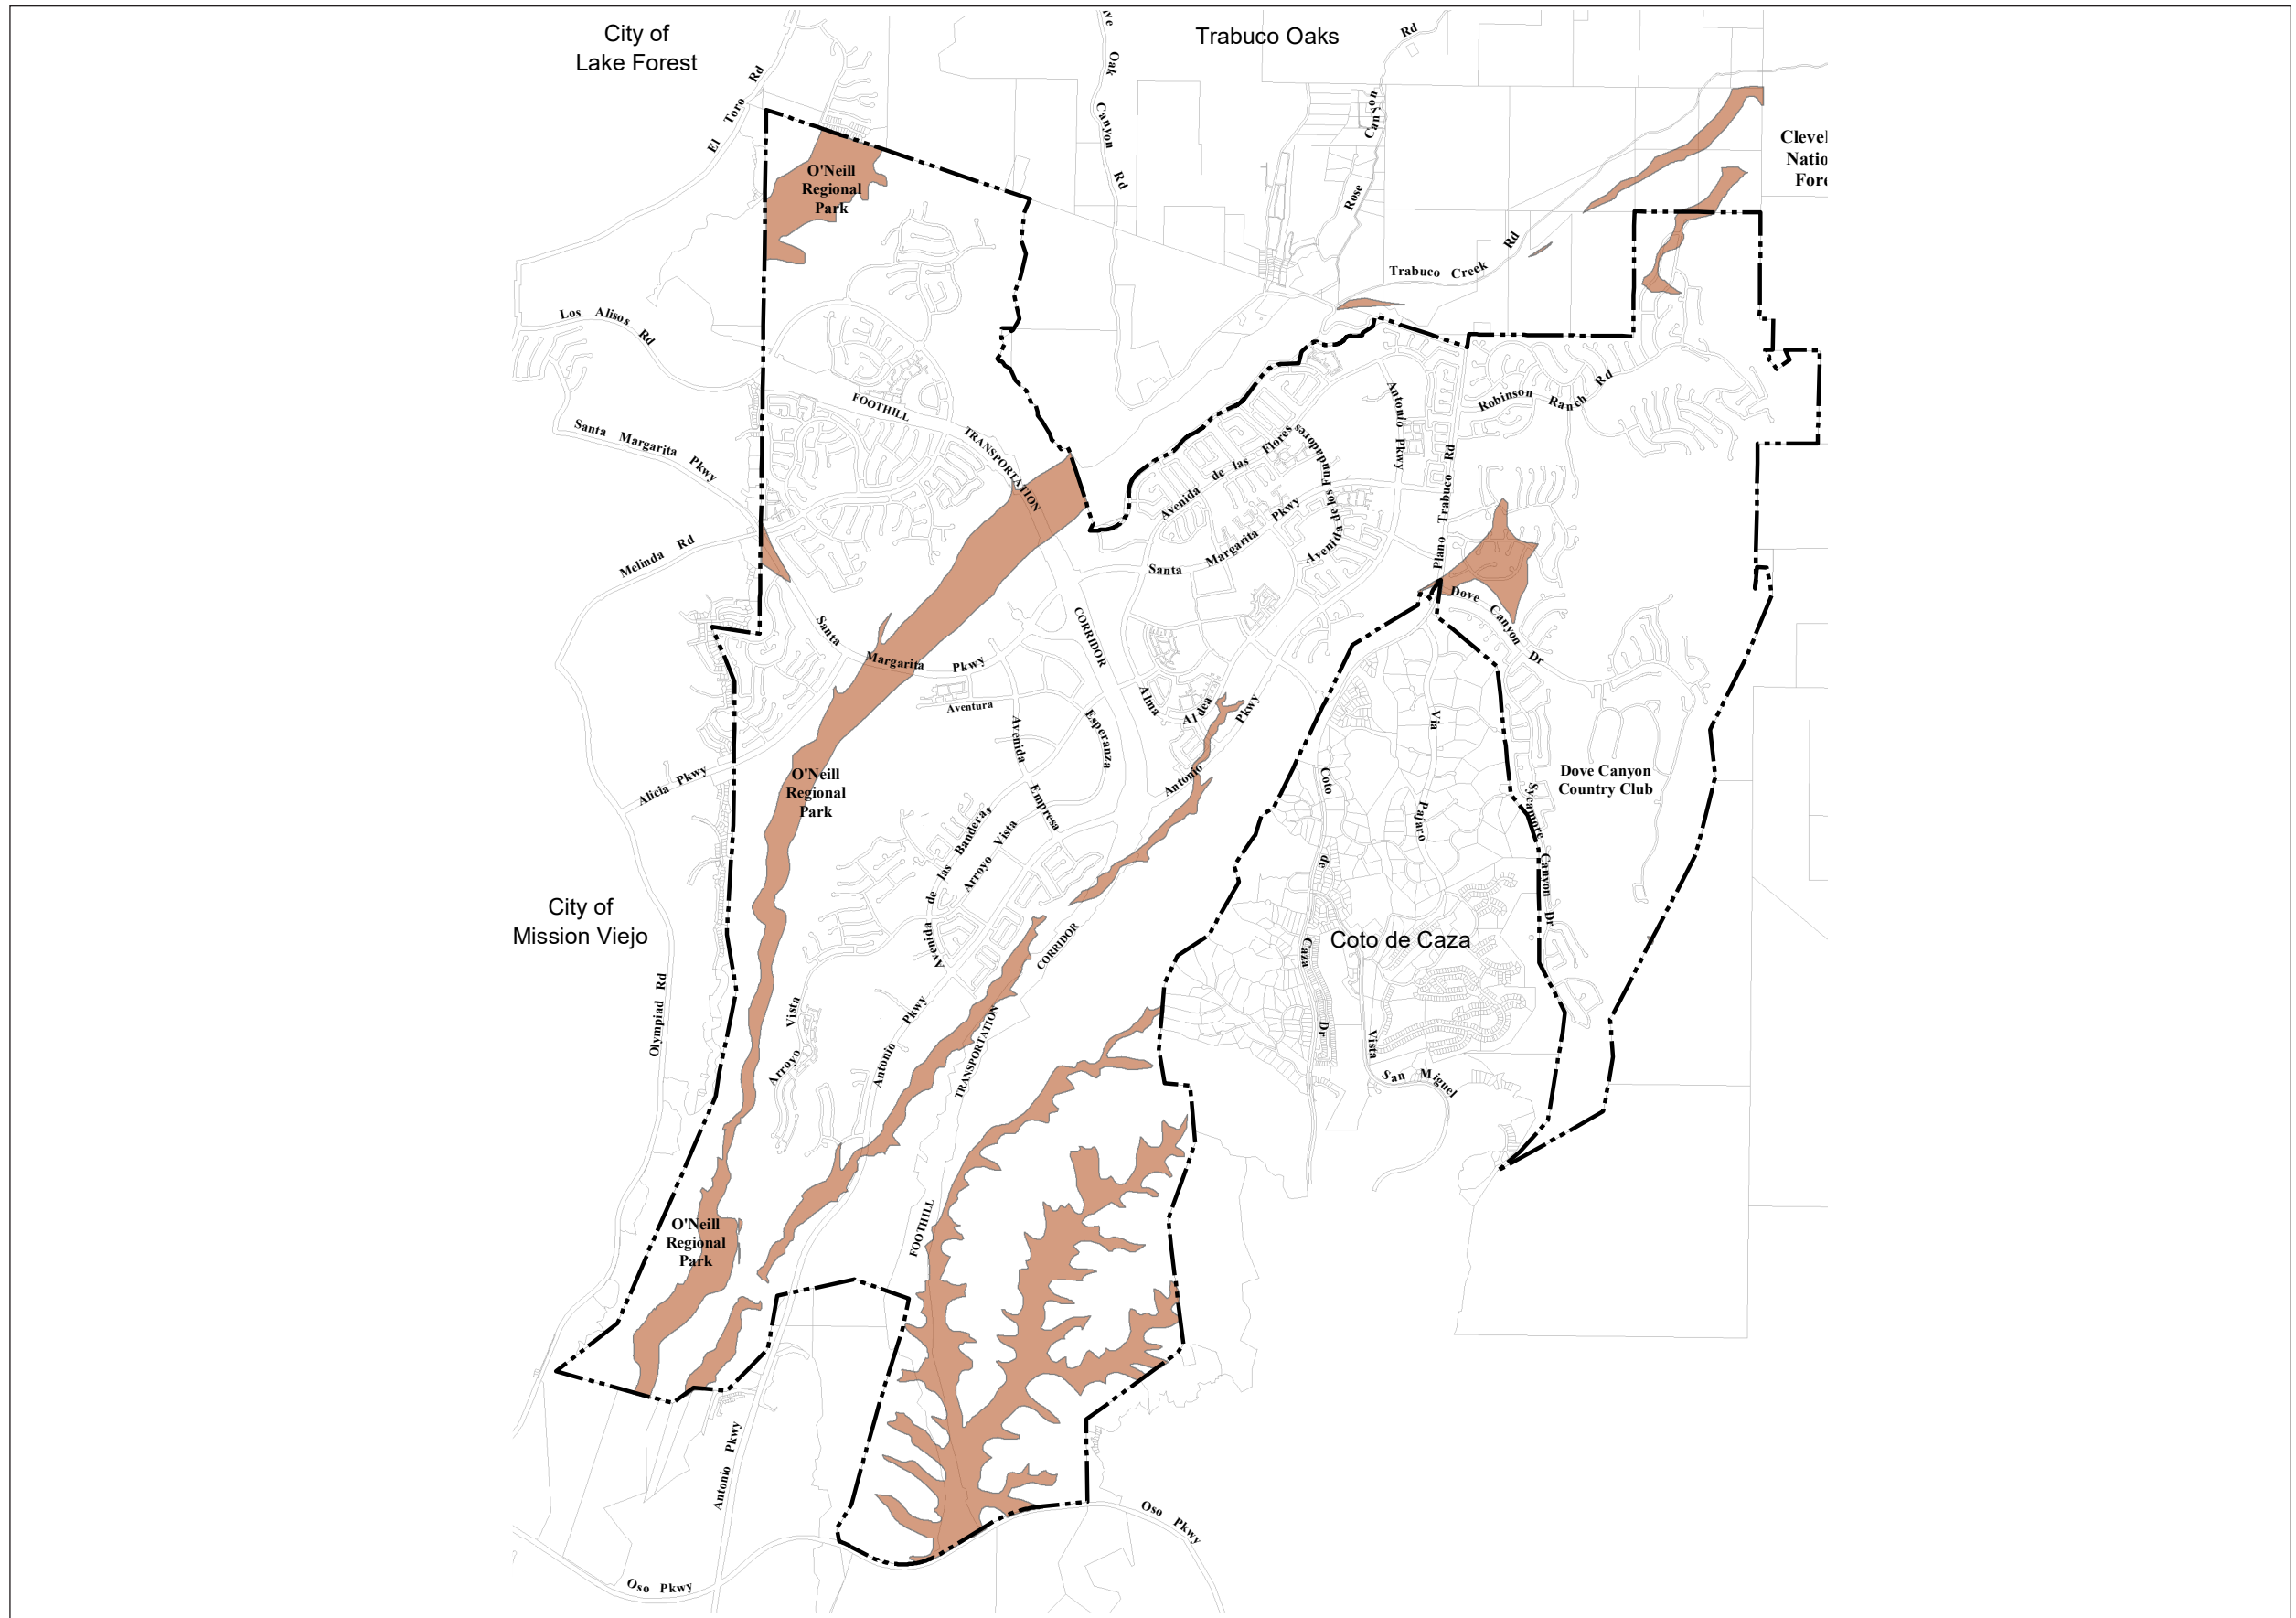 City of
Lake Forest
Trabuco Oaks
Rd
ve Oak Canyon Rd
El Toro Rd
Rose Canyon
Clevel
Natio
Fore
O'Neill
Regional
Park
Trabuco Creek Rd
Los Alisos Rd
FOOTHILL
TRANSPORTATION
CORRIDOR
Santa Margarita Pkwy
Antonio Pkwy
Robinson Ranch Rd
Avenida de las Flores
Avenida de los Fundadores
Plano Trabuco Rd
Melinda Rd
Santa Margarita Pkwy
Dove Canyon Dr
Santa Margarita Pkwy
Aventura
Avenida
Empresa
Esperanza
Alma
Aldea
Antonio Pkwy
Via
Pajaro
Coto de Caza Dr
Dove Canyon
Country Club
Sycamore Canyon Dr
Alicia Pkwy
O'Neill
Regional
Park
Avenida de las Banderas
Arroyo Vista
City of
Mission Viejo
Coto de Caza
Olympiad Rd
Arroyo Vista
Antonio Pkwy
FOOTHILL
TRANSPORTATION
CORRIDOR
Vista
San Miguel
O'Neill
Regional
Park
Antonio Pkwy
Oso Pkwy
Oso Pkwy